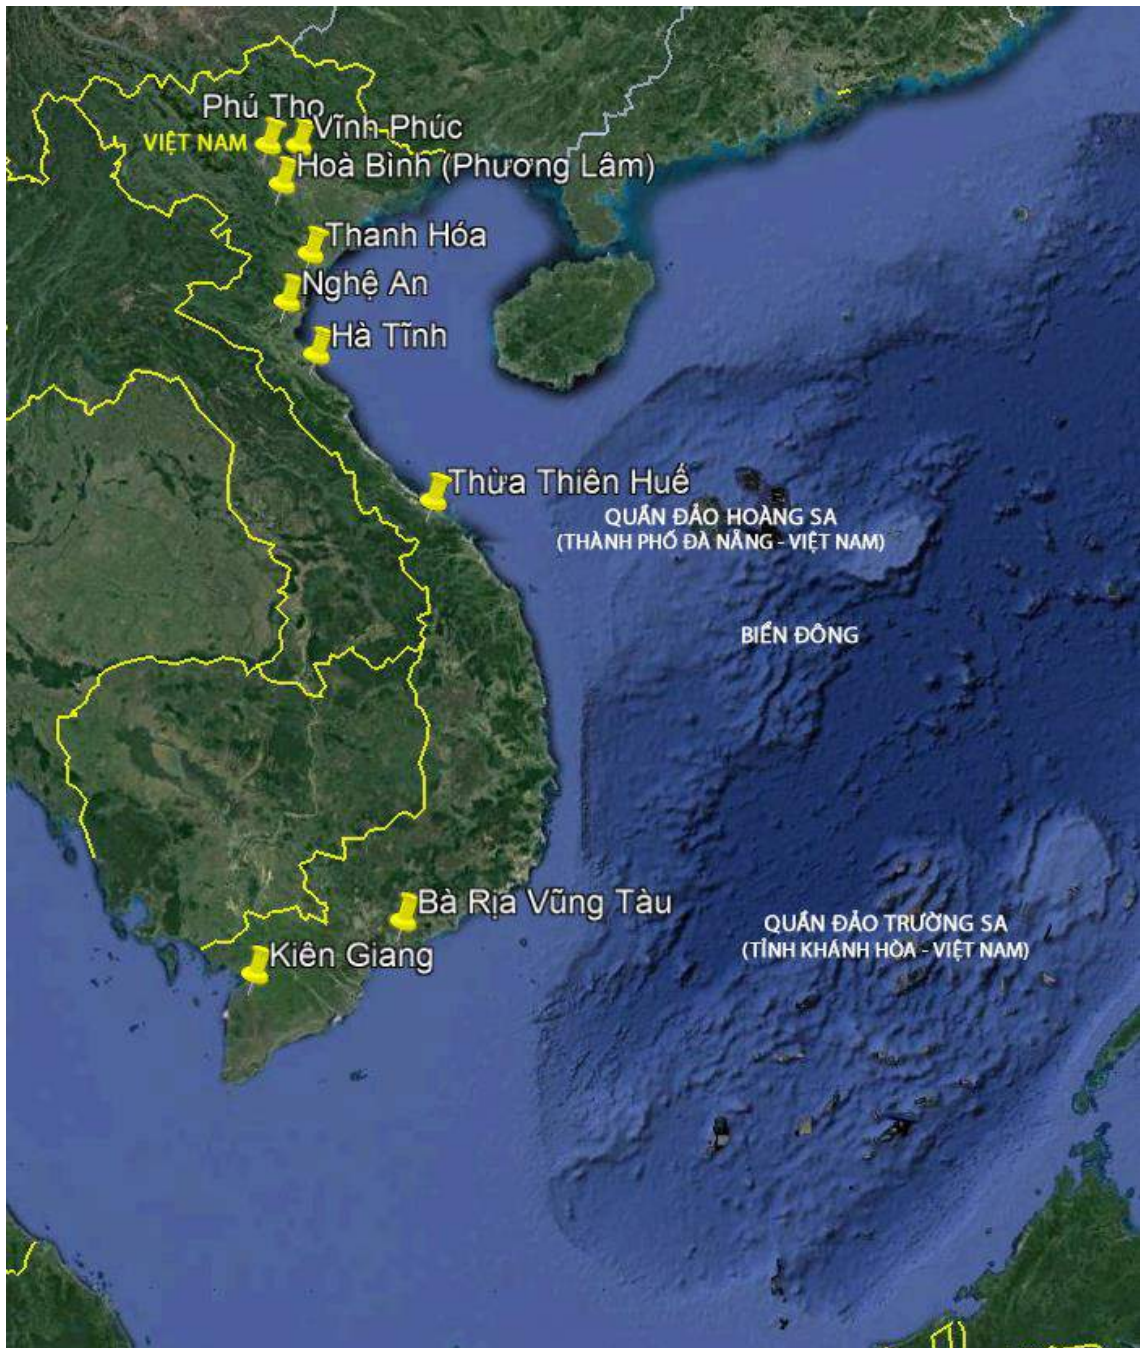 Phú Thọ
Vĩnh Phúc
VIỆT NAM
Hoà Bình (Phương Lâm)
Thanh Hóa
Nghệ An
Hà Tĩnh
Thừa Thiên Huế
QUẦN ĐẢO HOÀNG SA
(THÀNH PHỐ ĐÀ NẴNG - VIỆT NAM)
BIỂN ĐÔNG
Bà Rịa Vũng Tàu
QUẦN ĐẢO TRƯỜNG SA
(TỈNH KHÁNH HÒA - VIỆT NAM)
Kiên Giang